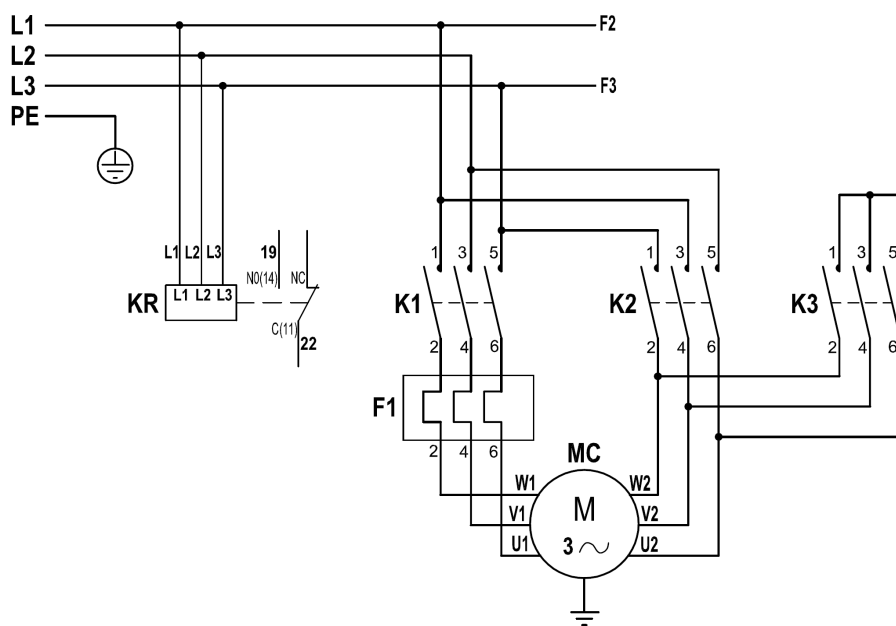 L1
F2
L2
L3
F3
PE
L1 L2 L3
19
N0(14) NC
1 3 5
1 3 5
1 3 5
KR
L1 L2 L3
K1
K2
K3
C(11)
22
2 4 6
2 4 6
2 4 6
F1
2 4 6
MC
W1
W2
M
V1
V2
3
U1
U2